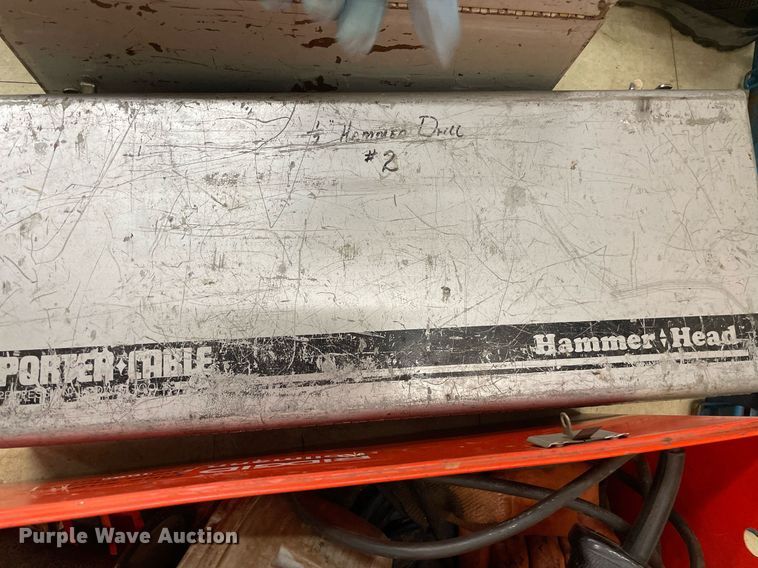 1/2" Hammer Drill
#2
PORTER·CABLE
Hammer·Head
Purple Wave Auction